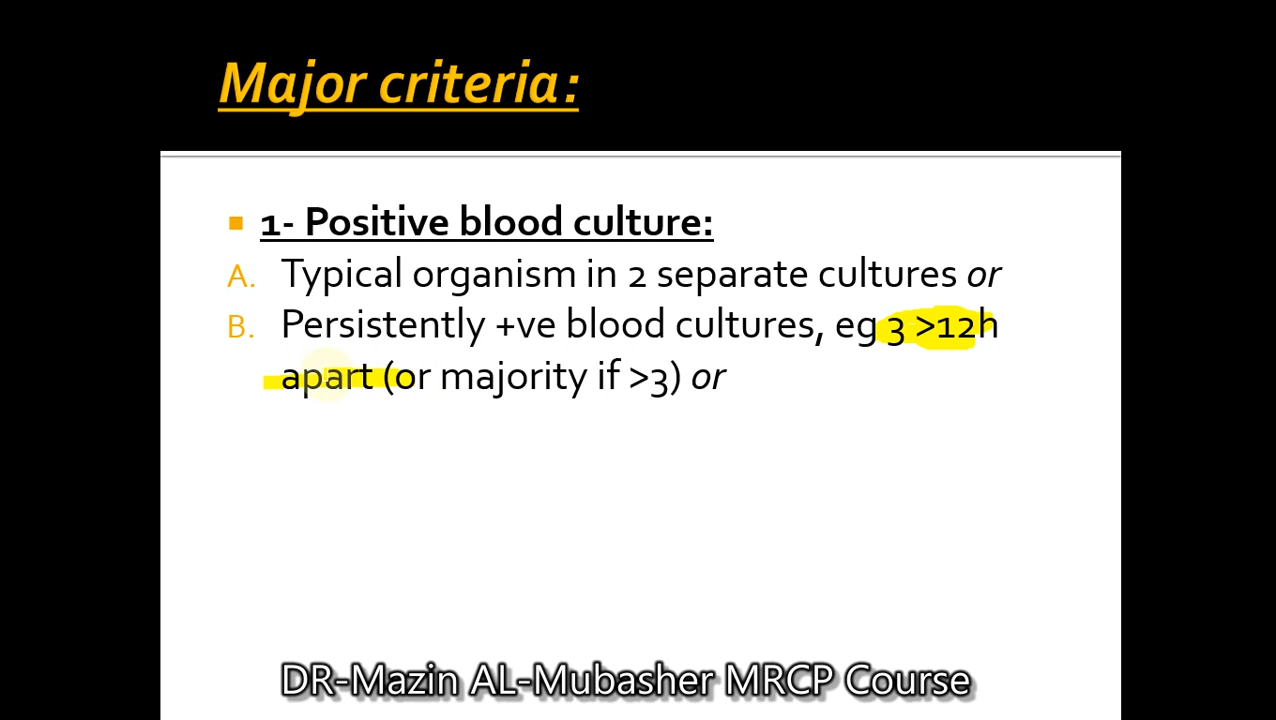 Major criteria:
1- Positive blood culture:
A. Typical organism in 2 separate cultures or
B. Persistently +ve blood cultures, eg 3 >12h
apart (or majority if >3) or
DR-Mazin AL-Mubasher MRCP Course